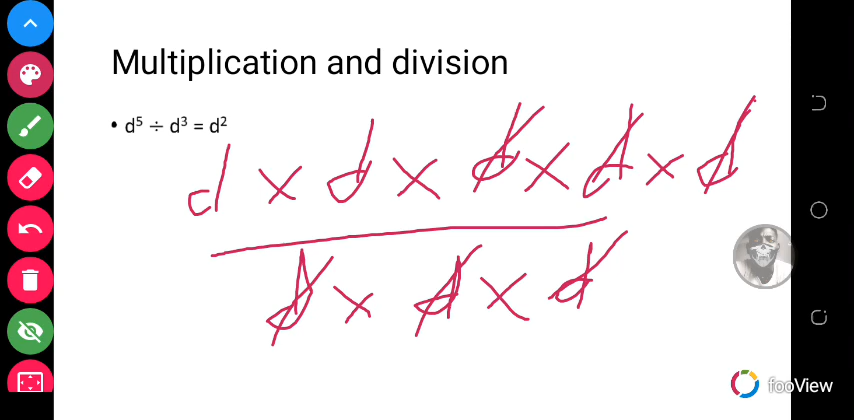 Multiplication and division
• d⁵ ÷ d³ = d²
d × d × d × d × d
d × d × d
fooView